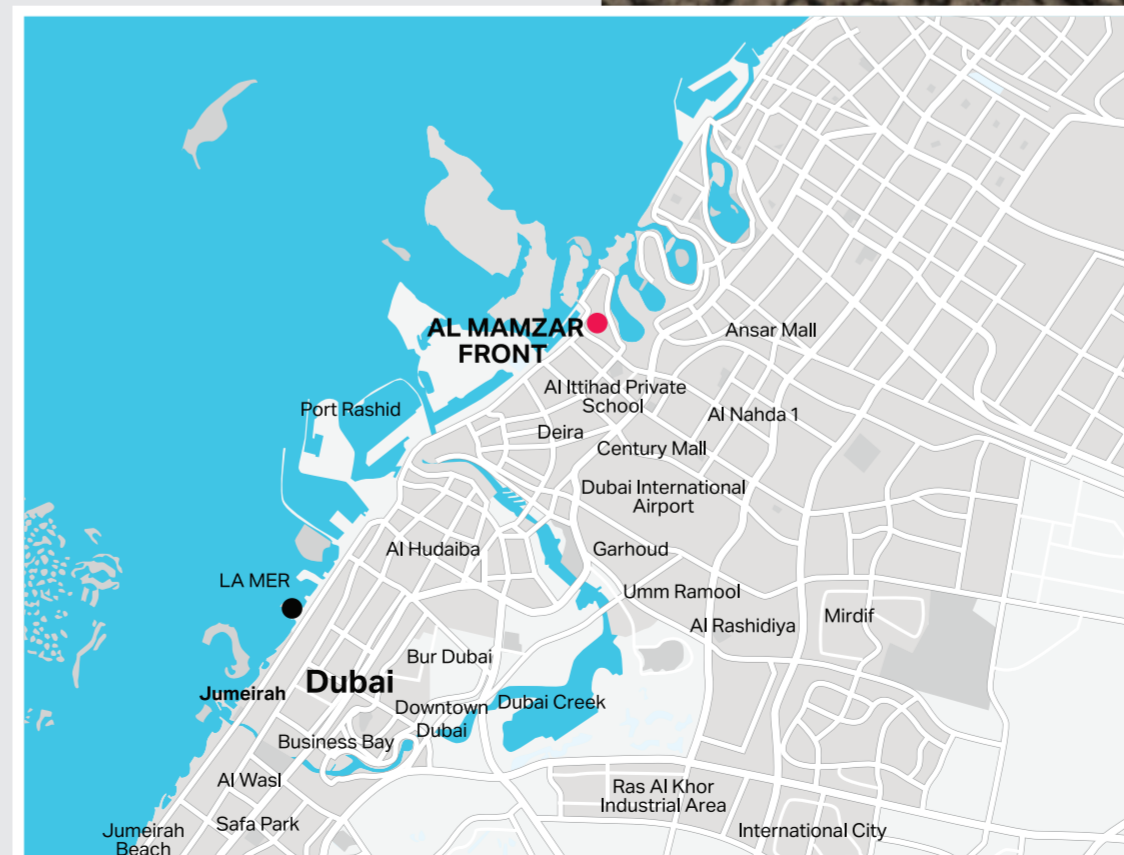 AL MAMZAR
FRONT
Ansar Mall
Al Ittihad Private
School
Port Rashid
Al Nahda 1
Deira
Century Mall
Dubai International
Airport
Al Hudaiba
Garhoud
LA MER
Umm Ramool
Al Rashidiya
Mirdif
Bur Dubai
Jumeirah
Dubai
Downtown
Dubai
Dubai Creek
Business Bay
Al Wasl
Ras Al Khor
Industrial Area
Safa Park
Jumeirah
Beach
International City